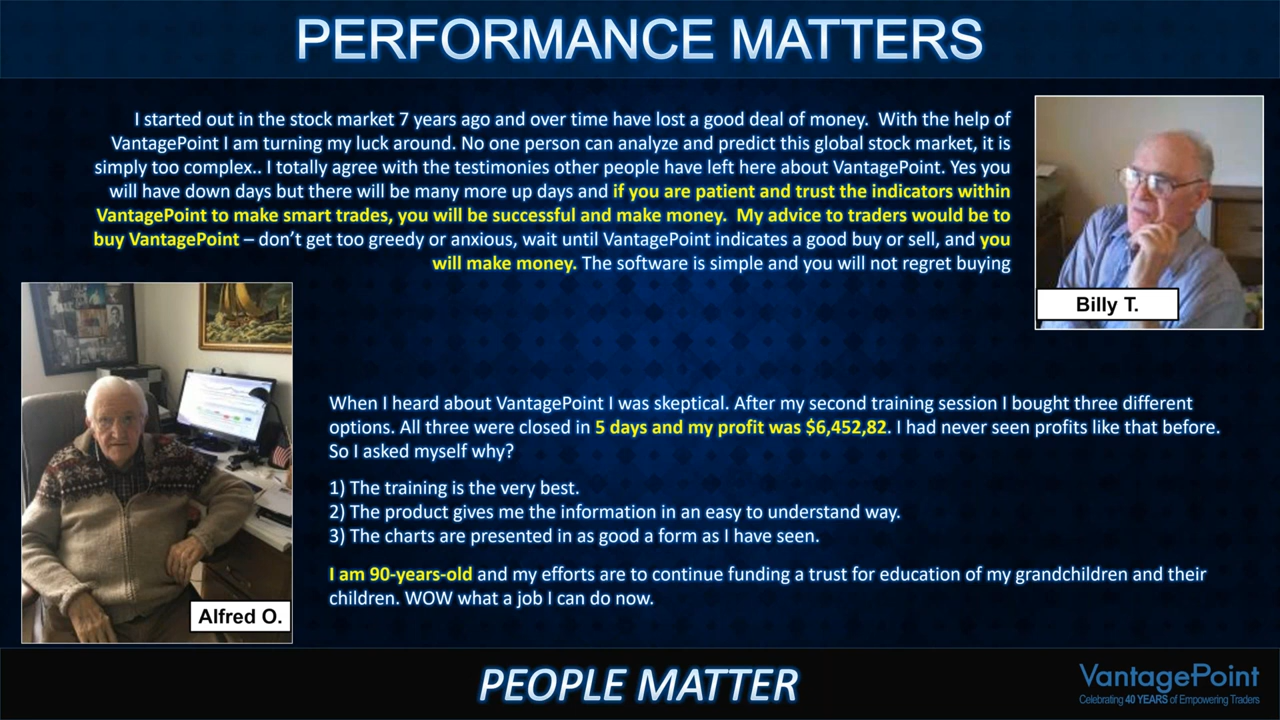 PERFORMANCE MATTERS
I started out in the stock market 7 years ago and over time have lost a good deal of money.  With the help of
VantagePoint I am turning my luck around. No one person can analyze and predict this global stock market, it is
simply too complex.. I totally agree with the testimonies other people have left here about VantagePoint. Yes you
will have down days but there will be many more up days and if you are patient and trust the indicators within
VantagePoint to make smart trades, you will be successful and make money.  My advice to traders would be to
buy VantagePoint – don’t get too greedy or anxious, wait until VantagePoint indicates a good buy or sell, and you
will make money. The software is simple and you will not regret buying
Billy T.
When I heard about VantagePoint I was skeptical. After my second training session I bought three different
options. All three were closed in 5 days and my profit was $6,452,82. I had never seen profits like that before.
So I asked myself why?
1) The training is the very best.
2) The product gives me the information in an easy to understand way.
3) The charts are presented in as good a form as I have seen.
I am 90-years-old and my efforts are to continue funding a trust for education of my grandchildren and their
children. WOW what a job I can do now.
Alfred O.
PEOPLE MATTER
VantagePoint
Celebrating 40 YEARS of Empowering Traders